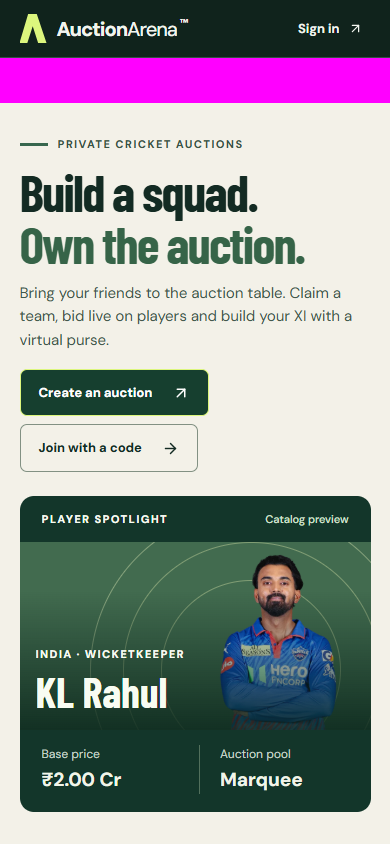 AuctionArena™
Sign in
PRIVATE CRICKET AUCTIONS
Build a squad.
Own the auction.
Bring your friends to the auction table. Claim a
team, bid live on players and build your XI with a
virtual purse.
Create an auction
Join with a code
PLAYER SPOTLIGHT
Catalog preview
INDIA · WICKETKEEPER
KL Rahul
Hero
ENCORP
Base price
Auction pool
₹2.00 Cr
Marquee